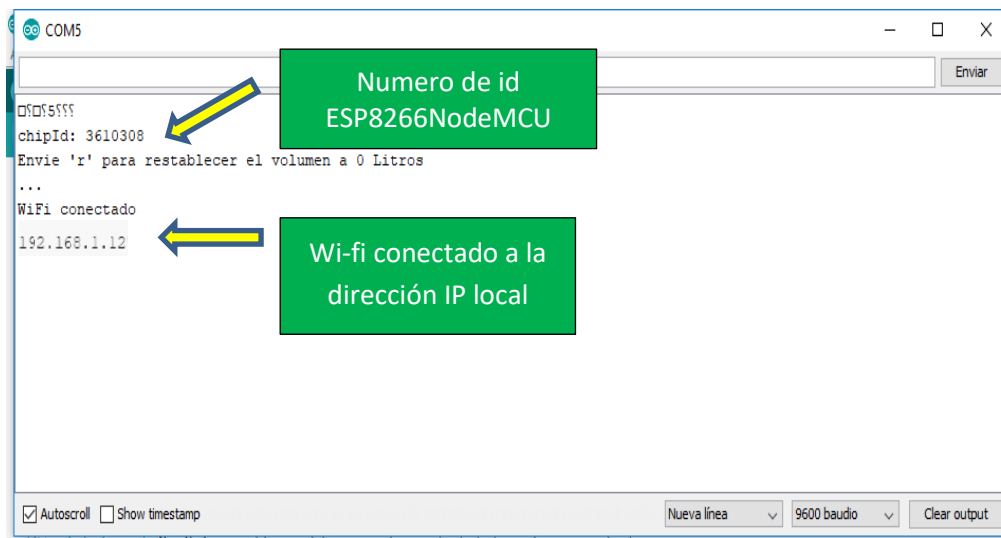 COM5
Enviar
Numero de id
ESP8266NodeMCU
chipId: 3610308
Envie 'r' para restablecer el volumen a 0 Litros
...
WiFi conectado
192.168.1.12
Wi-fi conectado a la
dirección IP local
Autoscroll Show timestamp Nueva línea 9600 baudio Clear output